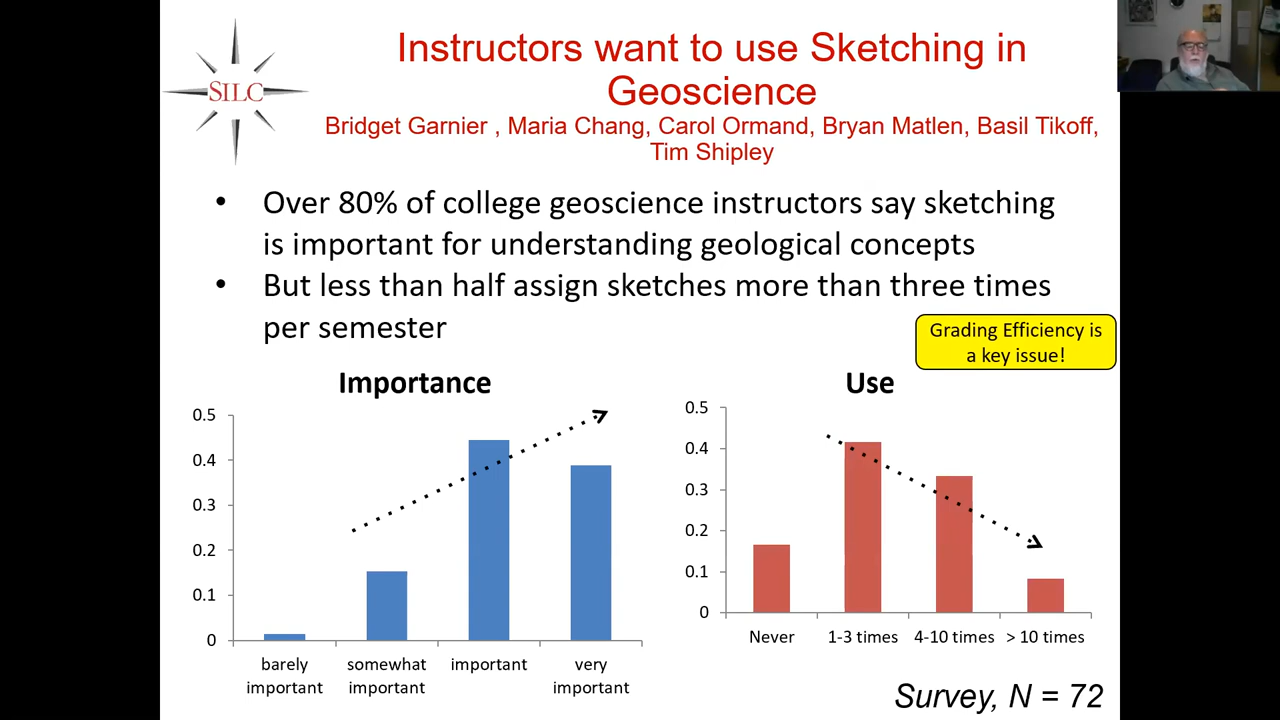 SILC
Instructors want to use Sketching in
Geoscience
Bridget Garnier , Maria Chang, Carol Ormand, Bryan Matlen, Basil Tikoff,
Tim Shipley
• Over 80% of college geoscience instructors say sketching
is important for understanding geological concepts
• But less than half assign sketches more than three times
per semester
Grading Efficiency is
a key issue!
Importance
0.5
0.4
0.3
0.2
0.1
0
barely
important
somewhat
important
important
very
important
Use
0.5
0.4
0.3
0.2
0.1
0
Never
1-3 times
4-10 times
> 10 times
Survey, N = 72